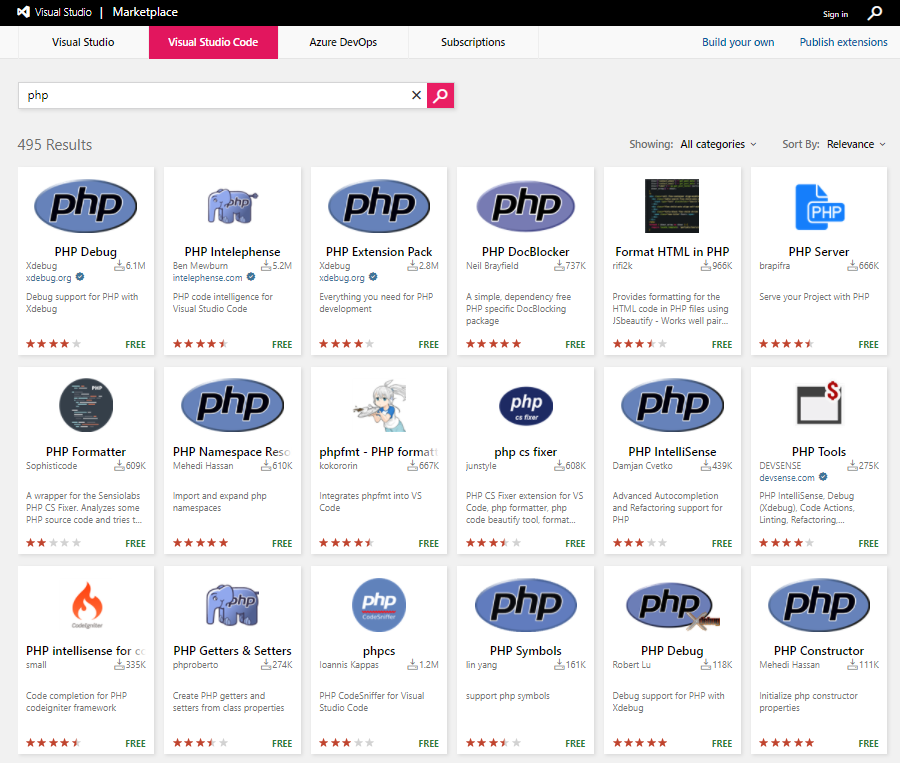 Visual Studio | Marketplace
Sign in
Visual Studio
Visual Studio Code
Azure DevOps
Subscriptions
Build your own
Publish extensions
php
495 Results
Showing: All categories
Sort By: Relevance
php
PHP Debug
Xdebug 6.1M
xdebug.org
Debug support for PHP with
Xdebug
FREE
php
PHP Intelephense
Ben Mewburn 5.2M
intelephense.com
PHP code intelligence for
Visual Studio Code
FREE
php
PHP Extension Pack
Xdebug 2.8M
xdebug.org
Everything you need for PHP
development
FREE
php
PHP DocBlocker
Neil Brayfield 737K
A simple, dependency free
PHP specific DocBlocking
package
FREE
Format HTML in PHP
rifi2k 966K
Provides formatting for the
HTML code in PHP files using
JSbeautify - Works well pair...
FREE
PHP
PHP Server
brapifra 666K
Serve your Project with PHP
FREE
PHP
PHP Formatter
Sophisticode 609K
A wrapper for the Sensiolabs
PHP CS Fixer. Analyzes some
PHP source code and tries t...
FREE
php
PHP Namespace Reso
Mehedi Hassan 610K
Import and expand php
namespaces
FREE
phpfmt - PHP formatt
kokororin 667K
Integrates phpfmt into VS
Code
FREE
php
cs fixer
php cs fixer
junstyle 608K
PHP CS Fixer extension for VS
Code, php formatter, php
code beautify tool, format...
FREE
php
PHP IntelliSense
Damjan Cvetko 439K
Advanced Autocompletion
and Refactoring support for
PHP
FREE
$
PHP Tools
DEVSENSE 275K
devsense.com
PHP IntelliSense, Debug
(Xdebug), Code Actions,
Linting, Refactoring,...
FREE
CodeIgniter
PHP intellisense for co
small 335K
Code completion for PHP
codeigniter framework
FREE
php
PHP Getters & Setters
phproberto 274K
Create PHP getters and
setters from class properties
FREE
php
CodeSniffer
phpcs
Ioannis Kappas 1.2M
PHP CodeSniffer for Visual
Studio Code
FREE
php
PHP Symbols
lin yang 161K
support php symbols
FREE
php
PHP Debug
Robert Lu 118K
Debug support for PHP with
Xdebug
FREE
php
PHP Constructor
Mehedi Hassan 111K
Initialize php constructor
properties
FREE